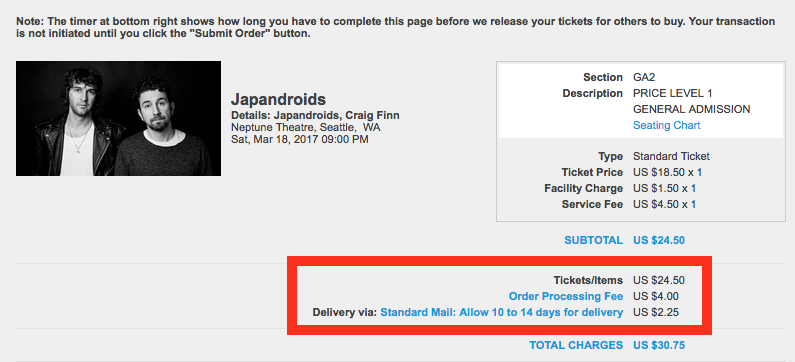 Note: The timer at bottom right shows how long you have to complete this page before we release your tickets for others to buy. Your transaction
is not initiated until you click the "Submit Order" button.
Japandroids
Details: Japandroids, Craig Finn
Neptune Theatre, Seattle, WA
Sat, Mar 18, 2017 09:00 PM
Section GA2
Description PRICE LEVEL 1
GENERAL ADMISSION
Seating Chart
Type Standard Ticket
Ticket Price US $18.50 x 1
Facility Charge US $1.50 x 1
Service Fee US $4.50 x 1
SUBTOTAL US $24.50
Tickets/Items US $24.50
Order Processing Fee US $4.00
Delivery via: Standard Mail: Allow 10 to 14 days for delivery US $2.25
TOTAL CHARGES US $30.75